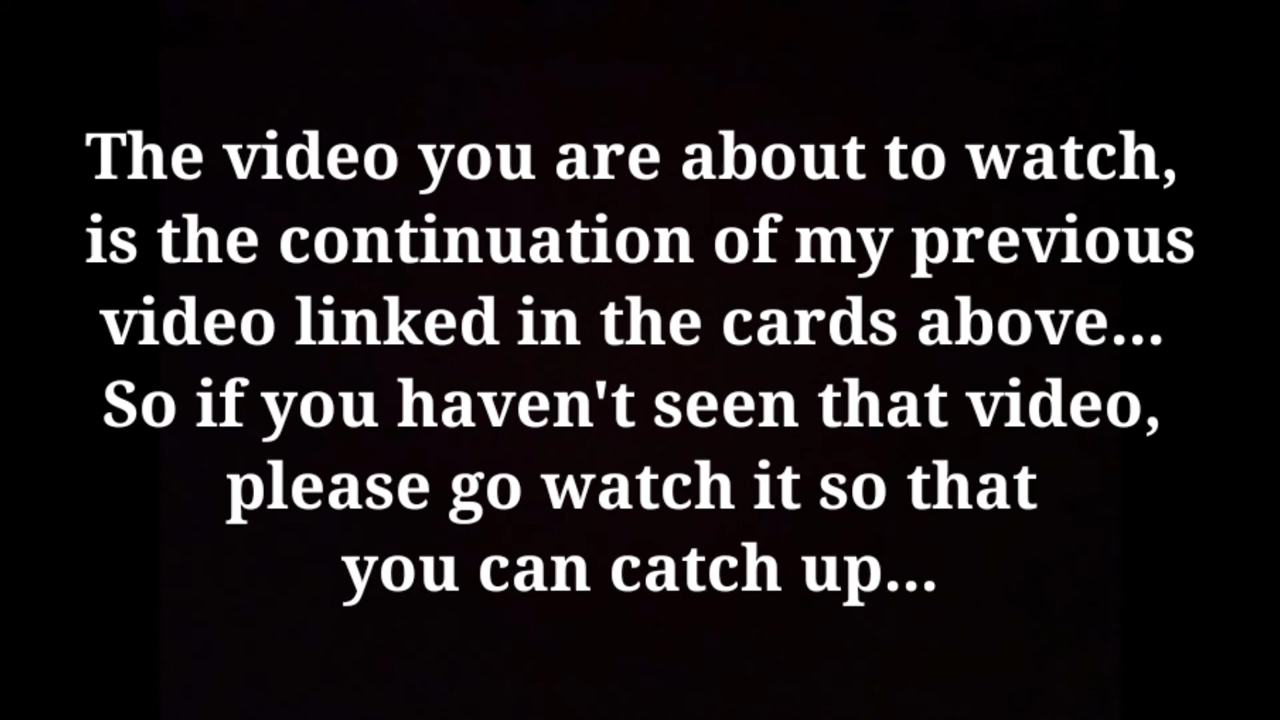 The video you are about to watch,
is the continuation of my previous
video linked in the cards above...
So if you haven't seen that video,
please go watch it so that
you can catch up...